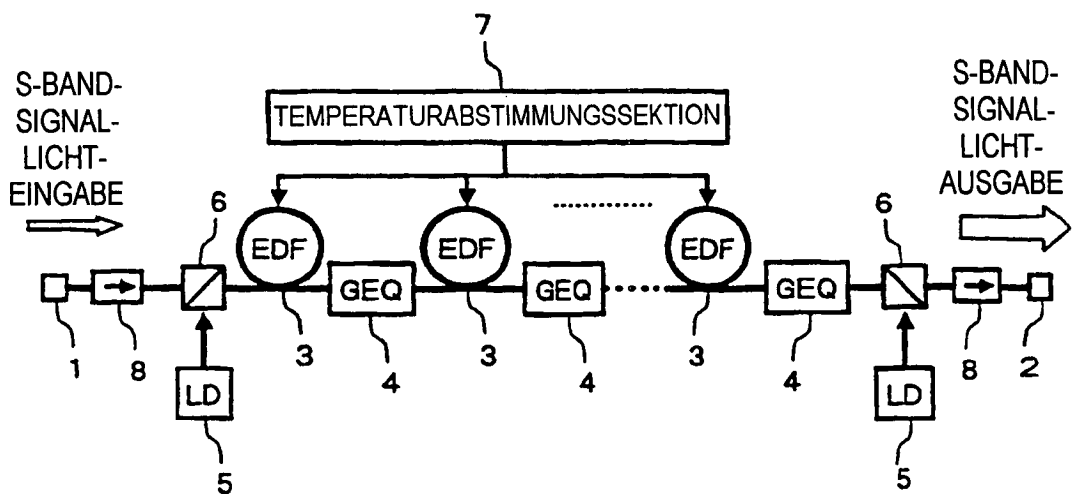 7
S-BAND-
SIGNAL-
LICHT-
EINGABE
TEMPERATURABSTIMMUNGSSEKTION
S-BAND-
SIGNAL-
LICHT-
AUSGABE
6
EDF
EDF
EDF
6
GEQ
GEQ
GEQ
1
8
3
4
3
4
3
4
8
2
LD
LD
5
5